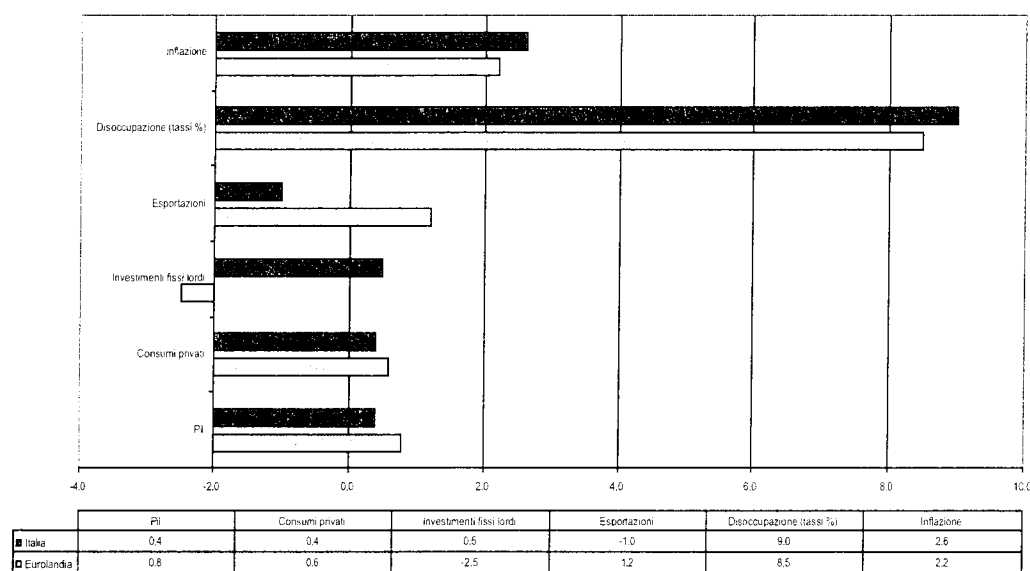 Inflazione
Disoccupazione (tassi %)
Esportazioni
Investimenti fissi lordi
Consumi privati
Pil
-4,0 -2,0 0,0 2,0 4,0 6,0 8,0 10,0
Pil Consumi privati Investimenti fissi lordi Esportazioni Disoccupazione (tassi %) Inflazione
Italia 0,4 0,4 0,5 -1,0 9,0 2,6
Eurolandia 0,8 0,6 -2,5 1,2 8,5 2,2